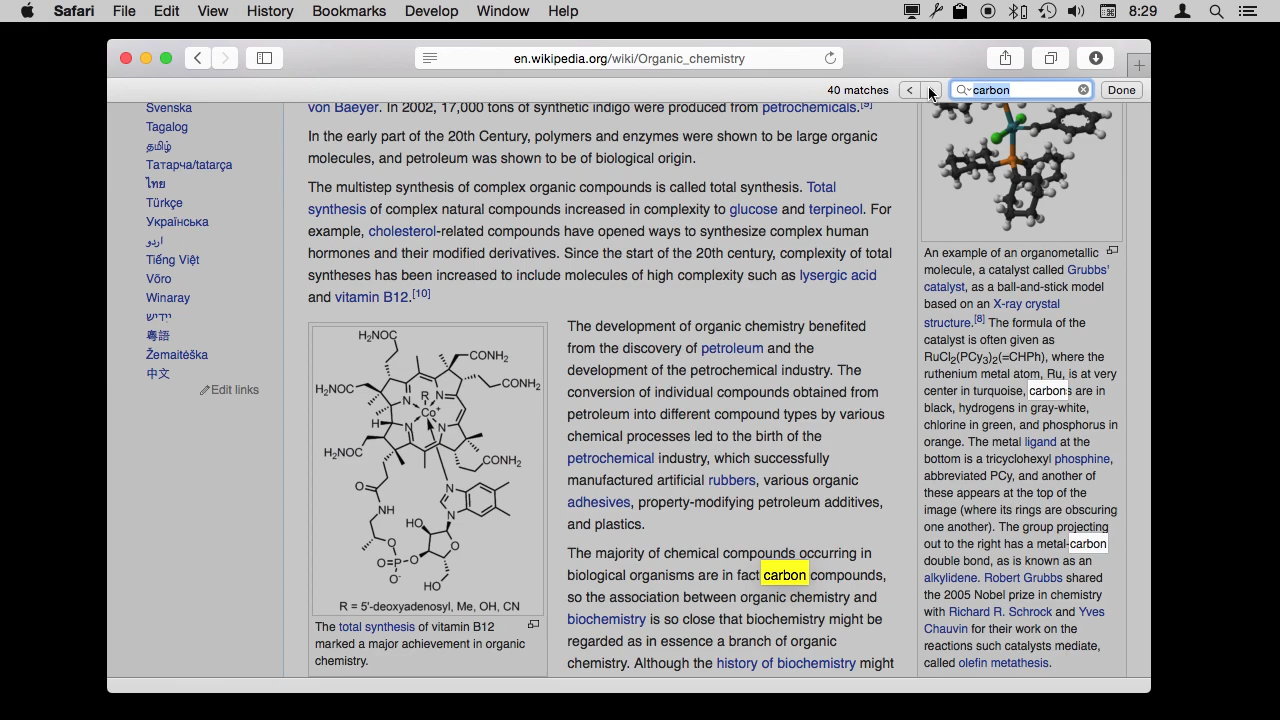 Safari File Edit View History Bookmarks Develop Window Help 8:29
en.wikipedia.org/wiki/Organic_chemistry
40 matches carbon Done
Svenska
Tagalog
தமிழ்
Татарча/tatarça
ไทย
Türkçe
Українська
اردو
Tiếng Việt
Võro
Winaray
ייִדיש
粵語
Žemaitėška
中文
Edit links
von Baeyer. In 2002, 17,000 tons of synthetic indigo were produced from petrochemicals.[9]
In the early part of the 20th Century, polymers and enzymes were shown to be large organic
molecules, and petroleum was shown to be of biological origin.
The multistep synthesis of complex organic compounds is called total synthesis. Total
synthesis of complex natural compounds increased in complexity to glucose and terpineol. For
example, cholesterol-related compounds have opened ways to synthesize complex human
hormones and their modified derivatives. Since the start of the 20th century, complexity of total
syntheses has been increased to include molecules of high complexity such as lysergic acid
and vitamin B12.[10]
H₂NOC
CONH₂
H₂NOC
R
CONH₂
N
N
Co⁺
H
N
N
H₂NOC
CONH₂
O
N
NH
N
HO
O
O
P
O
O⁻
HO
R = 5'-deoxyadenosyl, Me, OH, CN
The total synthesis of vitamin B12
marked a major achievement in organic
chemistry.
The development of organic chemistry benefited
from the discovery of petroleum and the
development of the petrochemical industry. The
conversion of individual compounds obtained from
petroleum into different compound types by various
chemical processes led to the birth of the
petrochemical industry, which successfully
manufactured artificial rubbers, various organic
adhesives, property-modifying petroleum additives,
and plastics.
The majority of chemical compounds occurring in
biological organisms are in fact carbon compounds,
so the association between organic chemistry and
biochemistry is so close that biochemistry might be
regarded as in essence a branch of organic
chemistry. Although the history of biochemistry might
An example of an organometallic
molecule, a catalyst called Grubbs'
catalyst, as a ball-and-stick model
based on an X-ray crystal
structure.[8] The formula of the
catalyst is often given as
RuCl₂(PCy₃)₂(=CHPh), where the
ruthenium metal atom, Ru, is at very
center in turquoise, carbons are in
black, hydrogens in gray-white,
chlorine in green, and phosphorus in
orange. The metal ligand at the
bottom is a tricyclohexyl phosphine,
abbreviated PCy, and another of
these appears at the top of the
image (where its rings are obscuring
one another). The group projecting
out to the right has a metal-carbon
double bond, as is known as an
alkylidene. Robert Grubbs shared
the 2005 Nobel prize in chemistry
with Richard R. Schrock and Yves
Chauvin for their work on the
reactions such catalysts mediate,
called olefin metathesis.